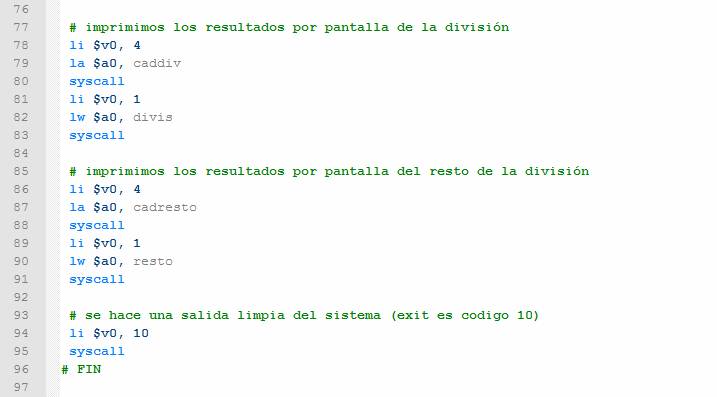 76
77 # imprimimos los resultados por pantalla de la división
78 li $v0, 4
79 la $a0, caddiv
80 syscall
81 li $v0, 1
82 lw $a0, divis
83 syscall
84
85 # imprimimos los resultados por pantalla del resto de la división
86 li $v0, 4
87 la $a0, cadresto
88 syscall
89 li $v0, 1
90 lw $a0, resto
91 syscall
92
93 # se hace una salida limpia del sistema (exit es codigo 10)
94 li $v0, 10
95 syscall
96 # FIN
97